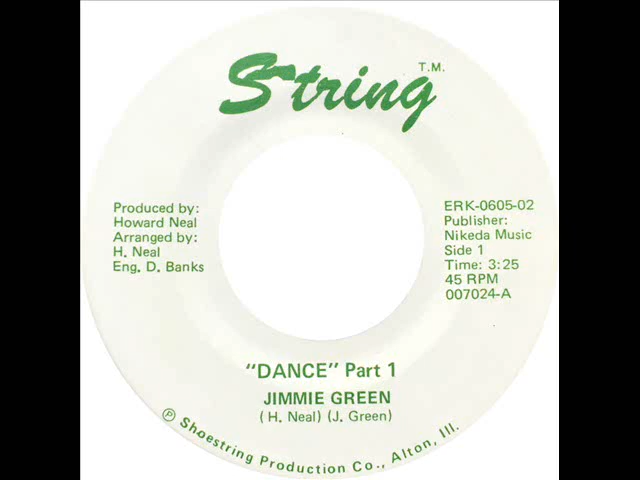 String T.M.
Produced by:
Howard Neal
Arranged by:
H. Neal
Eng. D. Banks
ERK-0605-02
Publisher:
Nikeda Music
Side 1
Time: 3:25
45 RPM
007024-A
"DANCE" Part 1
JIMMIE GREEN
(H. Neal) (J. Green)
Ⓟ Shoestring Production Co., Alton, Ill.